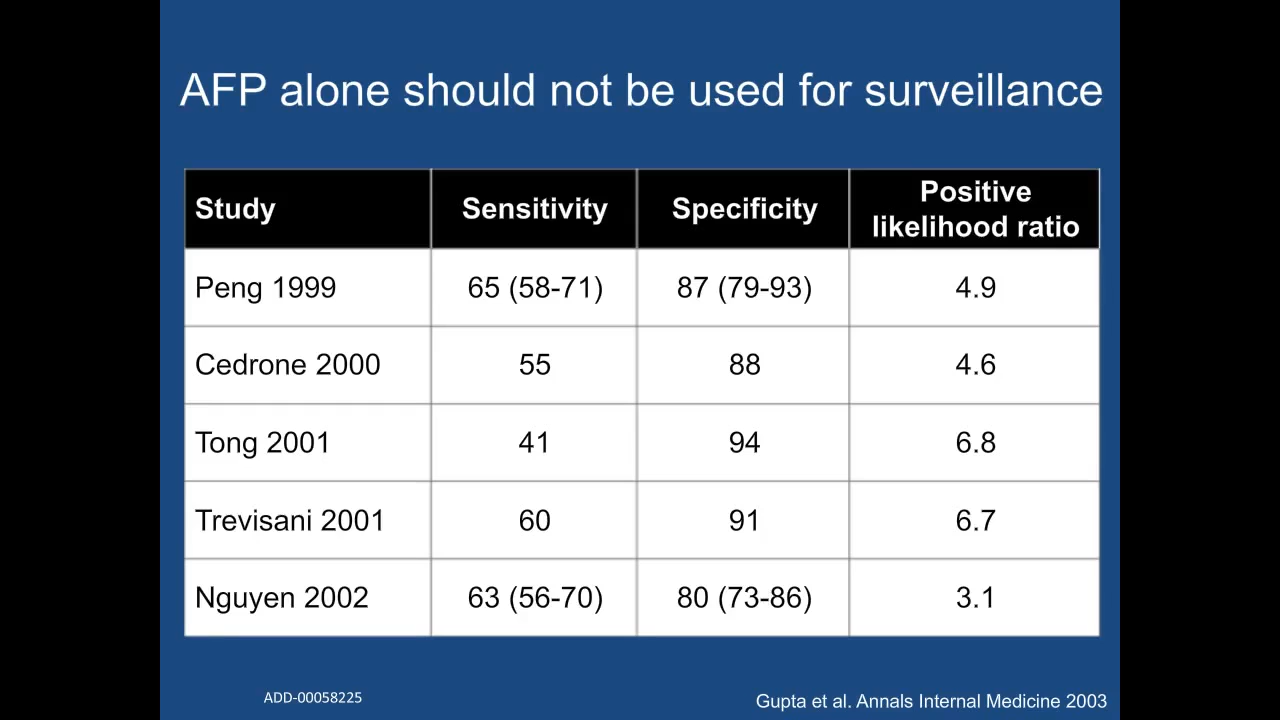 AFP alone should not be used for surveillance
Study Sensitivity Specificity Positive likelihood ratio
Peng 1999 65 (58-71) 87 (79-93) 4.9
Cedrone 2000 55 88 4.6
Tong 2001 41 94 6.8
Trevisani 2001 60 91 6.7
Nguyen 2002 63 (56-70) 80 (73-86) 3.1
ADD-00058225
Gupta et al. Annals Internal Medicine 2003